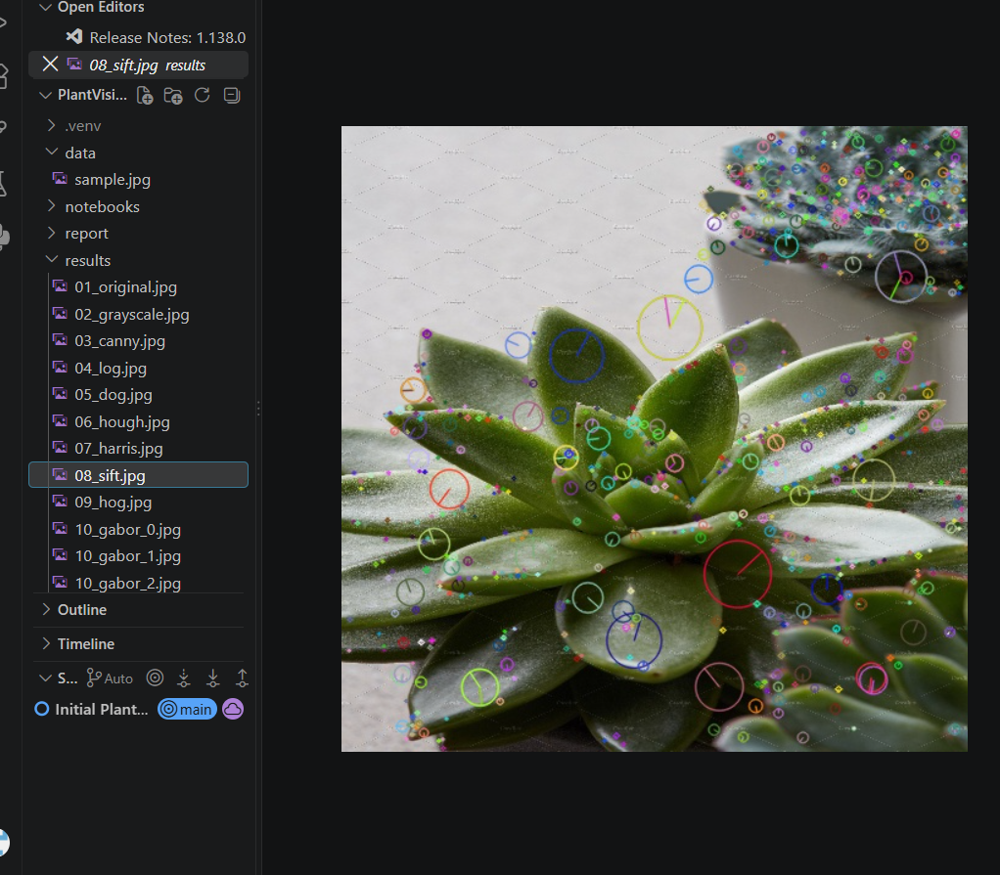 Open Editors
Release Notes: 1.138.0
08_sift.jpg results
PlantVisi...
.venv
data
sample.jpg
notebooks
report
results
01_original.jpg
02_grayscale.jpg
03_canny.jpg
04_log.jpg
05_dog.jpg
06_hough.jpg
07_harris.jpg
08_sift.jpg
09_hog.jpg
10_gabor_0.jpg
10_gabor_1.jpg
10_gabor_2.jpg
Outline
Timeline
S... Auto
Initial Plant... main